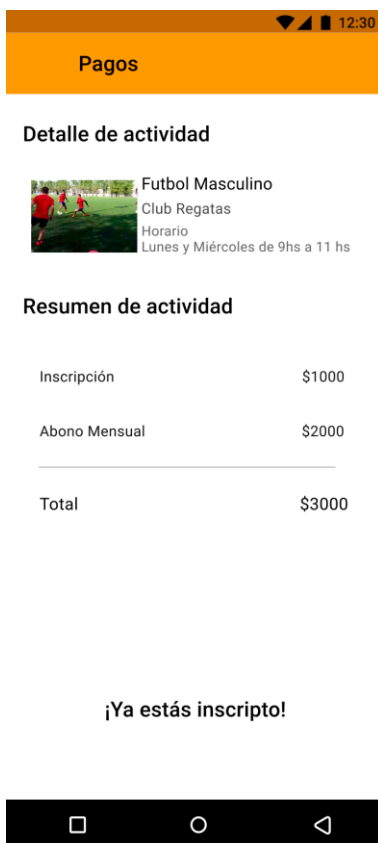 12:30
Pagos
Detalle de actividad
Futbol Masculino
Club Regatas
Horario
Lunes y Miércoles de 9hs a 11 hs
Resumen de actividad
Inscripción $1000
Abono Mensual $2000
Total $3000
¡Ya estás inscripto!